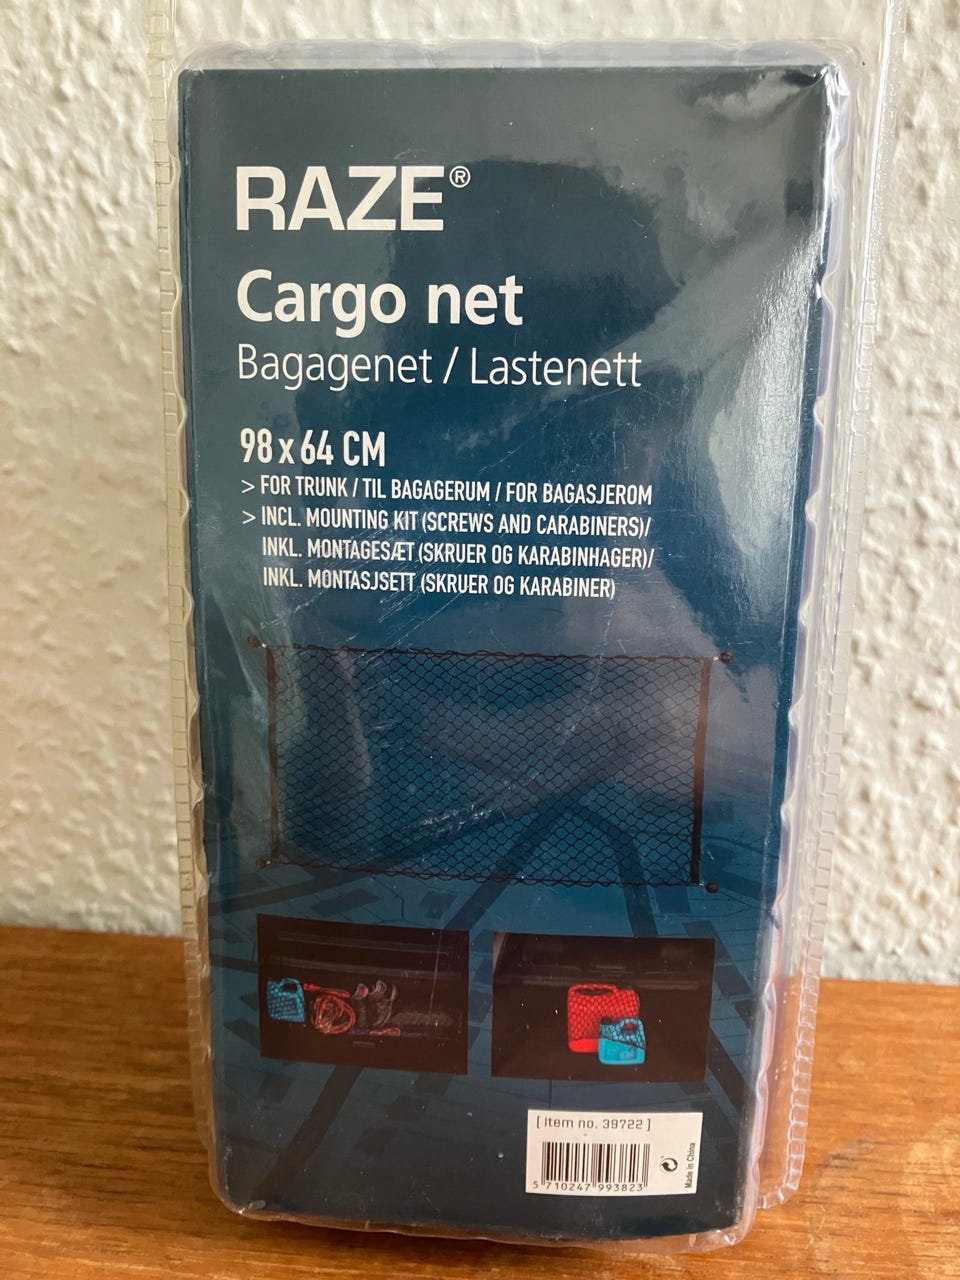 RAZE®
Cargo net
Bagagenet / Lastenett
98 x 64 CM
> FOR TRUNK / TIL BAGAGERUM / FOR BAGASJEROM
> INCL. MOUNTING KIT (SCREWS AND CARABINERS)/
INKL. MONTAGESÆT (SKRUER OG KARABINHAGER)/
INKL. MONTASJSETT (SKRUER OG KARABINER)
[ Item no. 39722 ]
5 710247 993823
Made in China